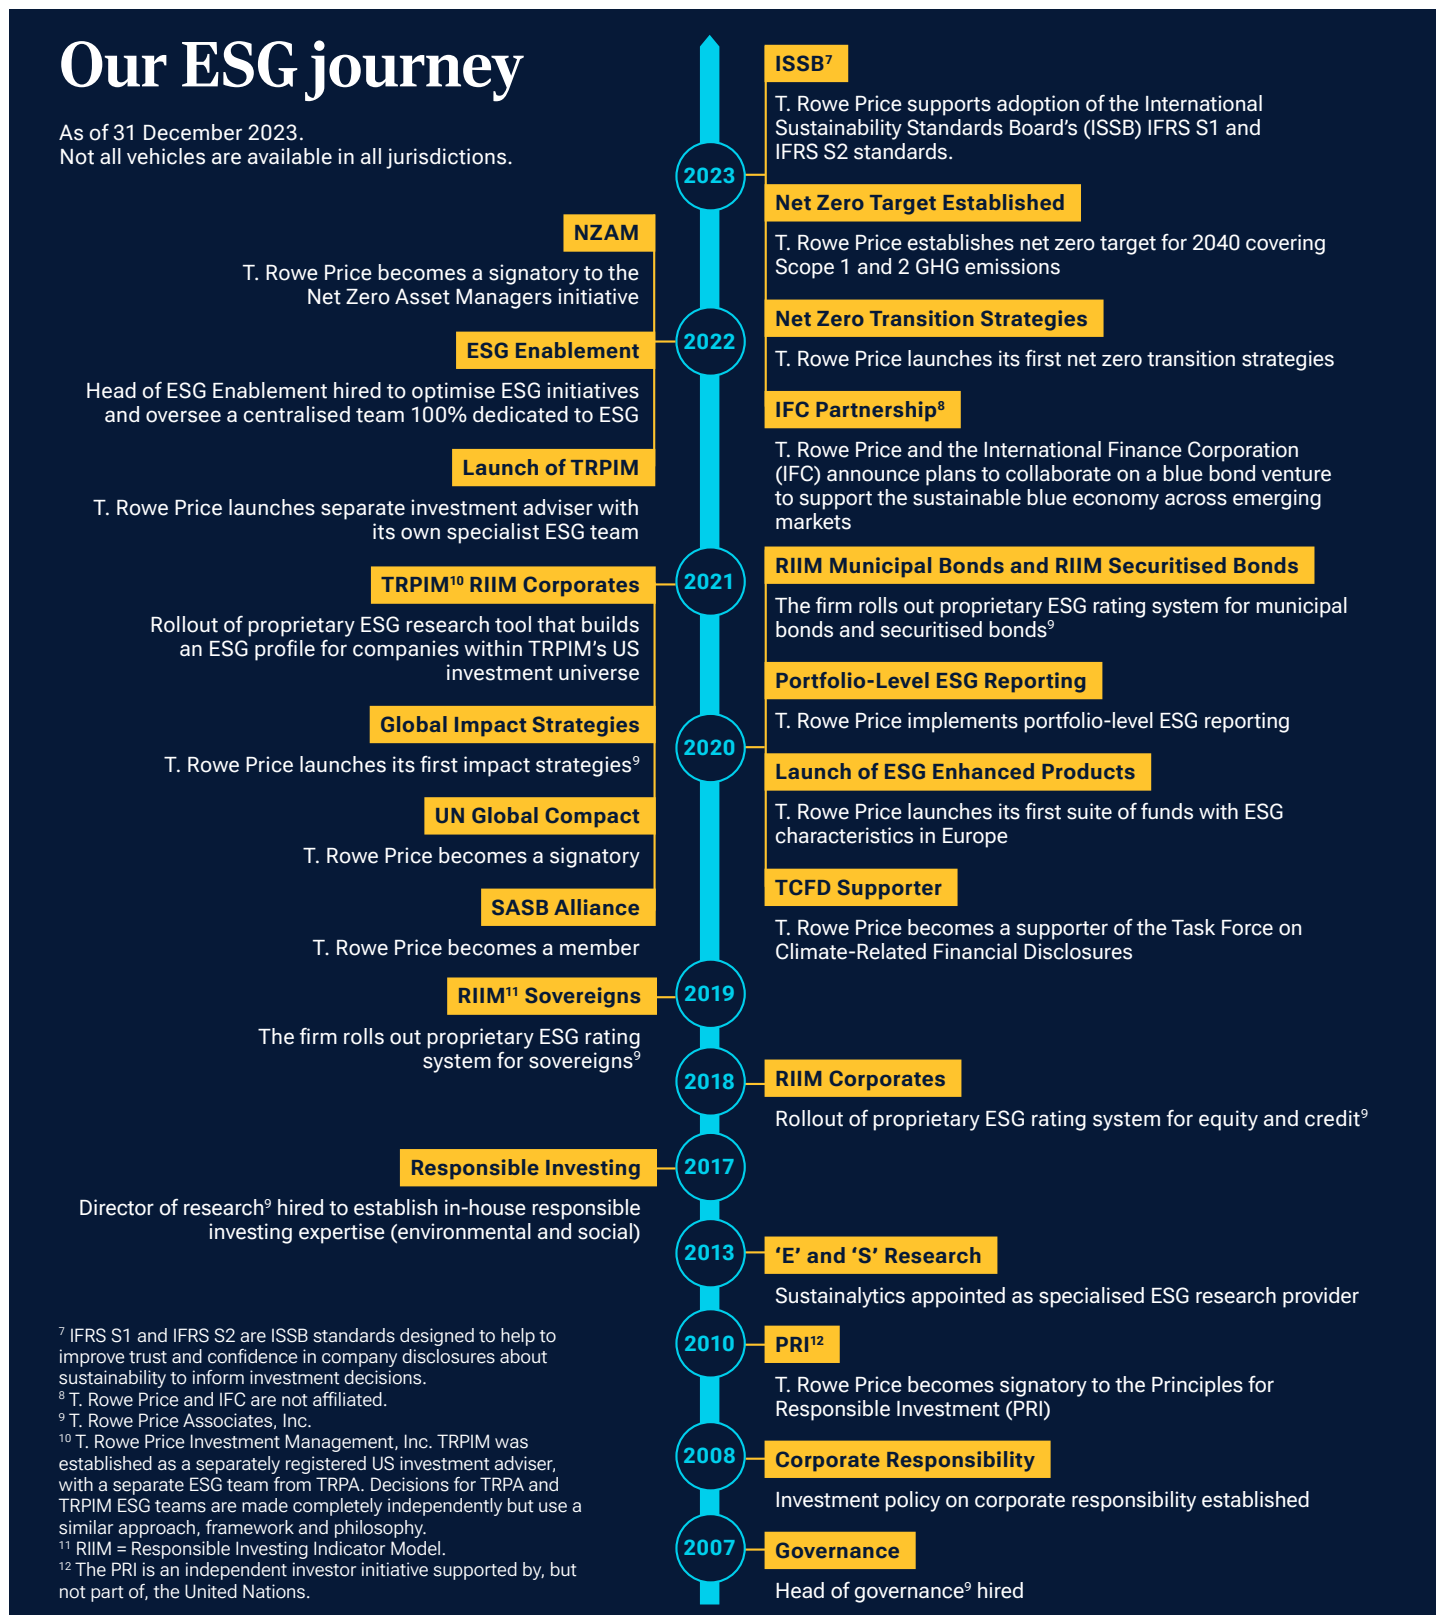 Our ESG journey
As of 31 December 2023.
Not all vehicles are available in all jurisdictions.
2023
ISSB⁷
T. Rowe Price supports adoption of the International
Sustainability Standards Board’s (ISSB) IFRS S1 and
IFRS S2 standards.
Net Zero Target Established
T. Rowe Price establishes net zero target for 2040 covering
Scope 1 and 2 GHG emissions
Net Zero Transition Strategies
T. Rowe Price launches its first net zero transition strategies
IFC Partnership⁸
T. Rowe Price and the International Finance Corporation
(IFC) announce plans to collaborate on a blue bond venture
to support the sustainable blue economy across emerging
markets
2022
NZAM
T. Rowe Price becomes a signatory to the
Net Zero Asset Managers initiative
ESG Enablement
Head of ESG Enablement hired to optimise ESG initiatives
and oversee a centralised team 100% dedicated to ESG
Launch of TRPIM
T. Rowe Price launches separate investment adviser with
its own specialist ESG team
2021
TRPIM¹⁰ RIIM Corporates
Rollout of proprietary ESG research tool that builds
an ESG profile for companies within TRPIM’s US
investment universe
Global Impact Strategies
T. Rowe Price launches its first impact strategies⁹
UN Global Compact
T. Rowe Price becomes a signatory
SASB Alliance
T. Rowe Price becomes a member
2020
RIIM Municipal Bonds and RIIM Securitised Bonds
The firm rolls out proprietary ESG rating system for municipal
bonds and securitised bonds⁹
Portfolio-Level ESG Reporting
T. Rowe Price implements portfolio-level ESG reporting
Launch of ESG Enhanced Products
T. Rowe Price launches its first suite of funds with ESG
characteristics in Europe
TCFD Supporter
T. Rowe Price becomes a supporter of the Task Force on
Climate-Related Financial Disclosures
2019
RIIM¹¹ Sovereigns
The firm rolls out proprietary ESG rating
system for sovereigns⁹
2018
RIIM Corporates
Rollout of proprietary ESG rating system for equity and credit⁹
2017
Responsible Investing
Director of research⁹ hired to establish in-house responsible
investing expertise (environmental and social)
2013
‘E’ and ‘S’ Research
Sustainalytics appointed as specialised ESG research provider
2010
PRI¹²
T. Rowe Price becomes signatory to the Principles for
Responsible Investment (PRI)
2008
Corporate Responsibility
Investment policy on corporate responsibility established
2007
Governance
Head of governance⁹ hired
⁷ IFRS S1 and IFRS S2 are ISSB standards designed to help to
improve trust and confidence in company disclosures about
sustainability to inform investment decisions.
⁸ T. Rowe Price and IFC are not affiliated.
⁹ T. Rowe Price Associates, Inc.
¹⁰ T. Rowe Price Investment Management, Inc. TRPIM was
established as a separately registered US investment adviser,
with a separate ESG team from TRPA. Decisions for TRPA and
TRPIM ESG teams are made completely independently but use a
similar approach, framework and philosophy.
¹¹ RIIM = Responsible Investing Indicator Model.
¹² The PRI is an independent investor initiative supported by, but
not part of, the United Nations.